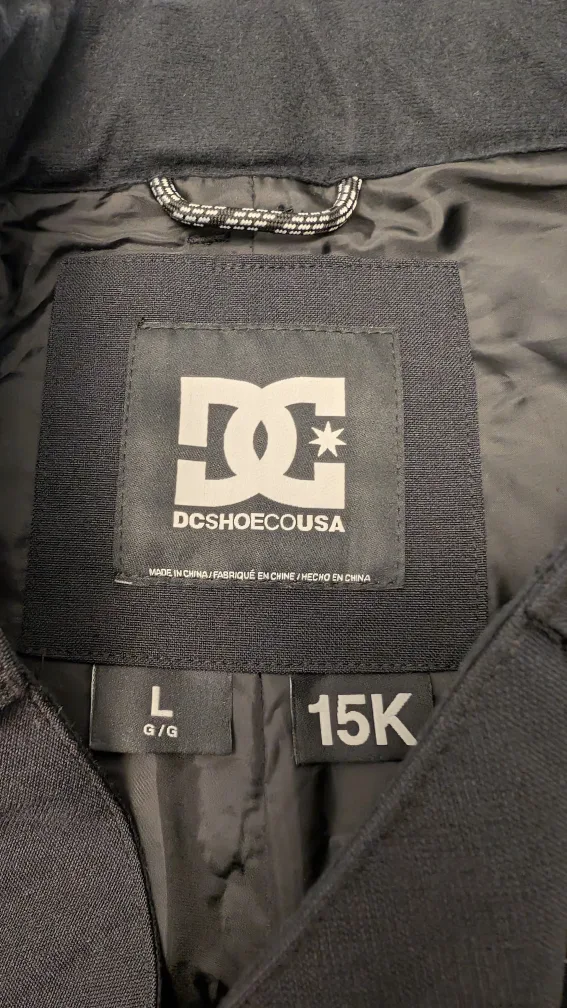 DC
DCSHOECOUSA
MADE IN CHINA / FABRIQUÉ EN CHINE / HECHO EN CHINA
L
G / G
15K